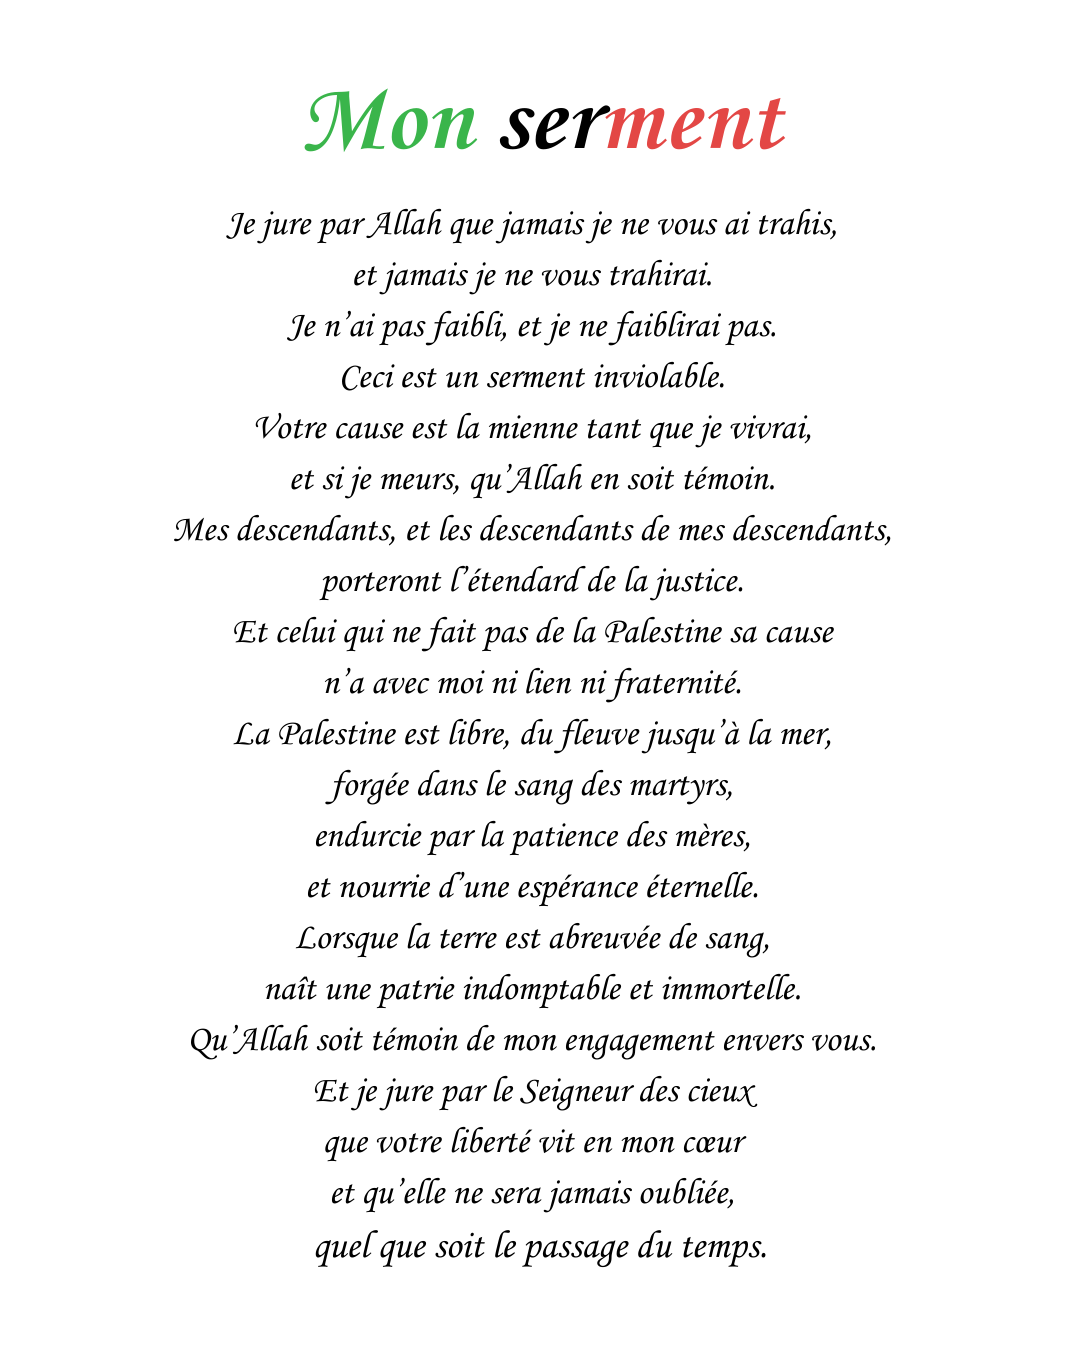 Mon serment
Je jure par Allah que jamais je ne vous ai trahis,
et jamais je ne vous trahirai.
Je n’ai pas faibli, et je ne faiblirai pas.
Ceci est un serment inviolable.
Votre cause est la mienne tant que je vivrai,
et si je meurs, qu’Allah en soit témoin.
Mes descendants, et les descendants de mes descendants,
porteront l’étendard de la justice.
Et celui qui ne fait pas de la Palestine sa cause
n’a avec moi ni lien ni fraternité.
La Palestine est libre, du fleuve jusqu’à la mer,
forgée dans le sang des martyrs,
endurcie par la patience des mères,
et nourrie d’une espérance éternelle.
Lorsque la terre est abreuvée de sang,
naît une patrie indomptable et immortelle.
Qu’Allah soit témoin de mon engagement envers vous.
Et je jure par le Seigneur des cieux
que votre liberté vit en mon cœur
et qu’elle ne sera jamais oubliée,
quel que soit le passage du temps.